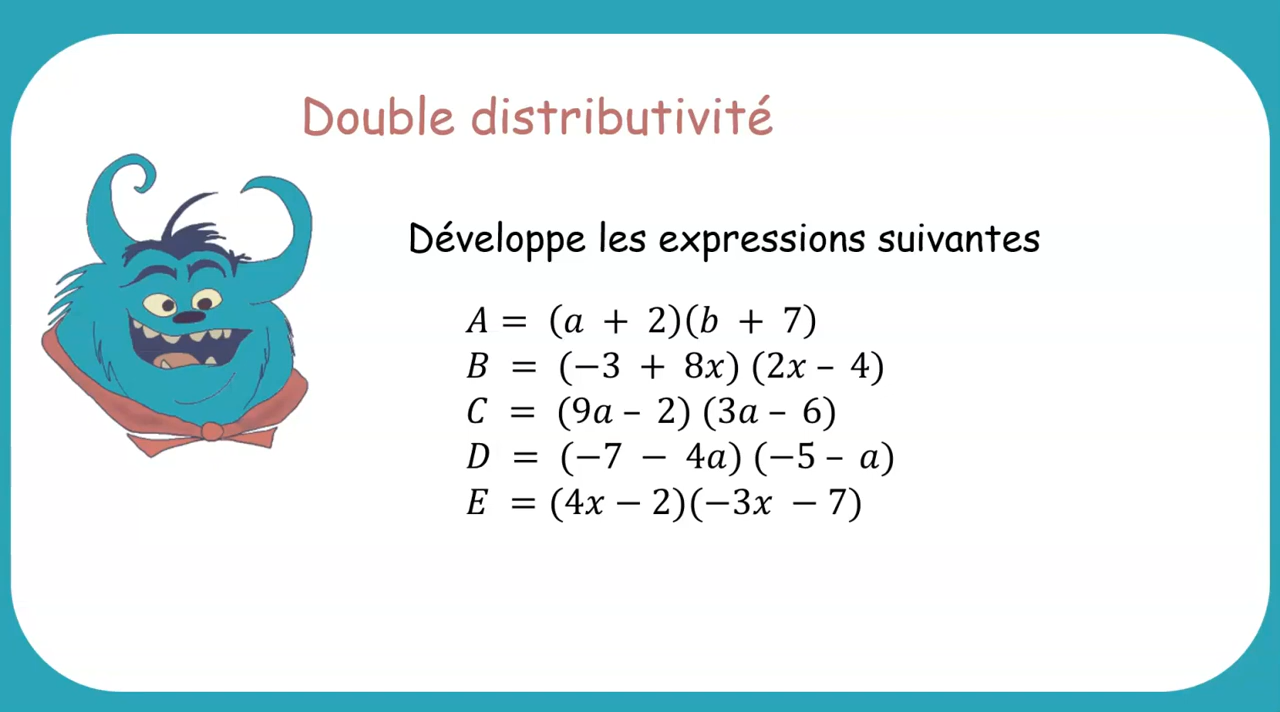 Double distributivité
Développe les expressions suivantes
A = (a + 2)(b + 7)
B = (−3 + 8x) (2x – 4)
C = (9a – 2) (3a – 6)
D = (−7 − 4a) (−5 – a)
E = (4x − 2)(−3x − 7)